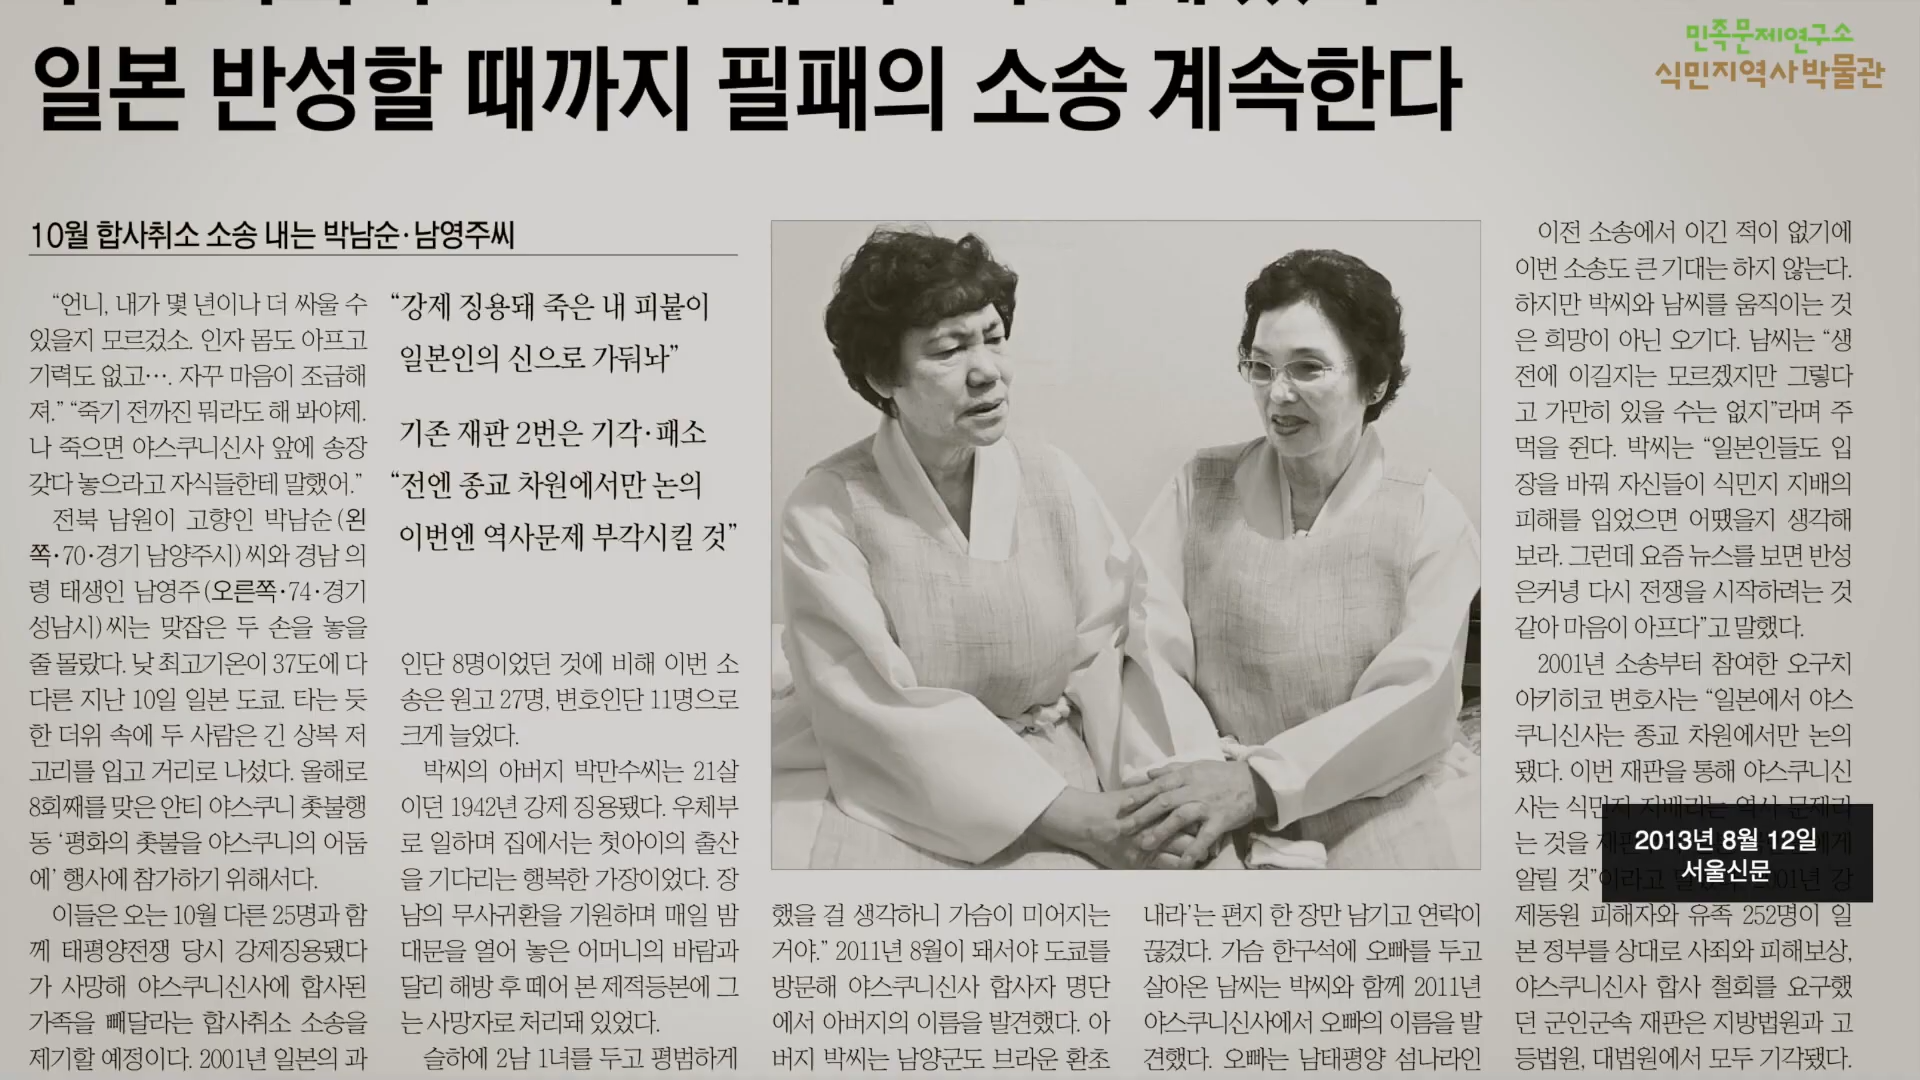 일본 반성할 때까지 필패의 소송 계속한다
민족문제연구소
식민지역사박물관
10월 합사취소 소송 내는 박남순·남영주씨
“언니, 내가 몇 년이나 더 싸울 수
있을지 모르겄소. 인자 몸도 아프고
기력도 없고…. 자꾸 마음이 조급해
져.” “죽기 전까진 뭐라도 해 봐야제.
나 죽으면 야스쿠니신사 앞에 송장
갖다 놓으라고 자식들한테 말했어.”
전북 남원이 고향인 박남순(왼
쪽·70·경기 남양주시)씨와 경남 의
령 태생인 남영주(오른쪽·74·경기
성남시)씨는 맞잡은 두 손을 놓을
줄 몰랐다. 낮 최고기온이 37도에 다
다른 지난 10일 일본 도쿄. 타는 듯
한 더위 속에 두 사람은 긴 상복 저
고리를 입고 거리로 나섰다. 올해로
8회째를 맞은 안티 야스쿠니 촛불행
동 ‘평화의 촛불을 야스쿠니의 어둠
에’ 행사에 참가하기 위해서다.
이들은 오는 10월 다른 25명과 함
께 태평양전쟁 당시 강제징용됐다
가 사망해 야스쿠니신사에 합사된
가족을 빼달라는 합사취소 소송을
제기할 예정이다. 2001년 일본의 과
“강제 징용돼 죽은 내 피붙이
일본인의 신으로 가둬놔”
기존 재판 2번은 기각·패소
“전엔 종교 차원에서만 논의
이번엔 역사문제 부각시킬 것”
인단 8명이었던 것에 비해 이번 소
송은 원고 27명, 변호인단 11명으로
크게 늘었다.
박씨의 아버지 박만수씨는 21살
이던 1942년 강제 징용됐다. 우체부
로 일하며 집에서는 첫아이의 출산
을 기다리는 행복한 가장이었다. 장
남의 무사귀환을 기원하며 매일 밤
대문을 열어 놓은 어머니의 바람과
달리 해방 후 떼어 본 제적등본에 그
는 사망자로 처리돼 있었다.
슬하에 2남 1녀를 두고 평범하게
했을 걸 생각하니 가슴이 미어지는
거야.” 2011년 8월이 돼서야 도쿄를
방문해 야스쿠니신사 합사자 명단
에서 아버지의 이름을 발견했다. 아
버지 박씨는 남양군도 브라운 환초
내라’는 편지 한 장만 남기고 연락이
끊겼다. 가슴 한구석에 오빠를 두고
살아온 남씨는 박씨와 함께 2011년
야스쿠니신사에서 오빠의 이름을 발
견했다. 오빠는 남태평양 섬나라인
이전 소송에서 이긴 적이 없기에
이번 소송도 큰 기대는 하지 않는다.
하지만 박씨와 남씨를 움직이는 것
은 희망이 아닌 오기다. 남씨는 “생
전에 이길지는 모르겠지만 그렇다
고 가만히 있을 수는 없지”라며 주
먹을 쥔다. 박씨는 “일본인들도 입
장을 바꿔 자신들이 식민지 지배의
피해를 입었으면 어땠을지 생각해
보라. 그런데 요즘 뉴스를 보면 반성
은커녕 다시 전쟁을 시작하려는 것
같아 마음이 아프다”고 말했다.
2001년 소송부터 참여한 오구치
아키히코 변호사는 “일본에서 야스
쿠니신사는 종교 차원에서만 논의
됐다. 이번 재판을 통해 야스쿠니신
사는 식민지 지배라는 역사 문제라
는 것을
알릴 것”이라고 2001년 강
제동원 피해자와 유족 252명이 일
본 정부를 상대로 사죄와 피해보상,
야스쿠니신사 합사 철회를 요구했
던 군인군속 재판은 지방법원과 고
등법원, 대법원에서 모두 기각됐다.
2013년 8월 12일
서울신문